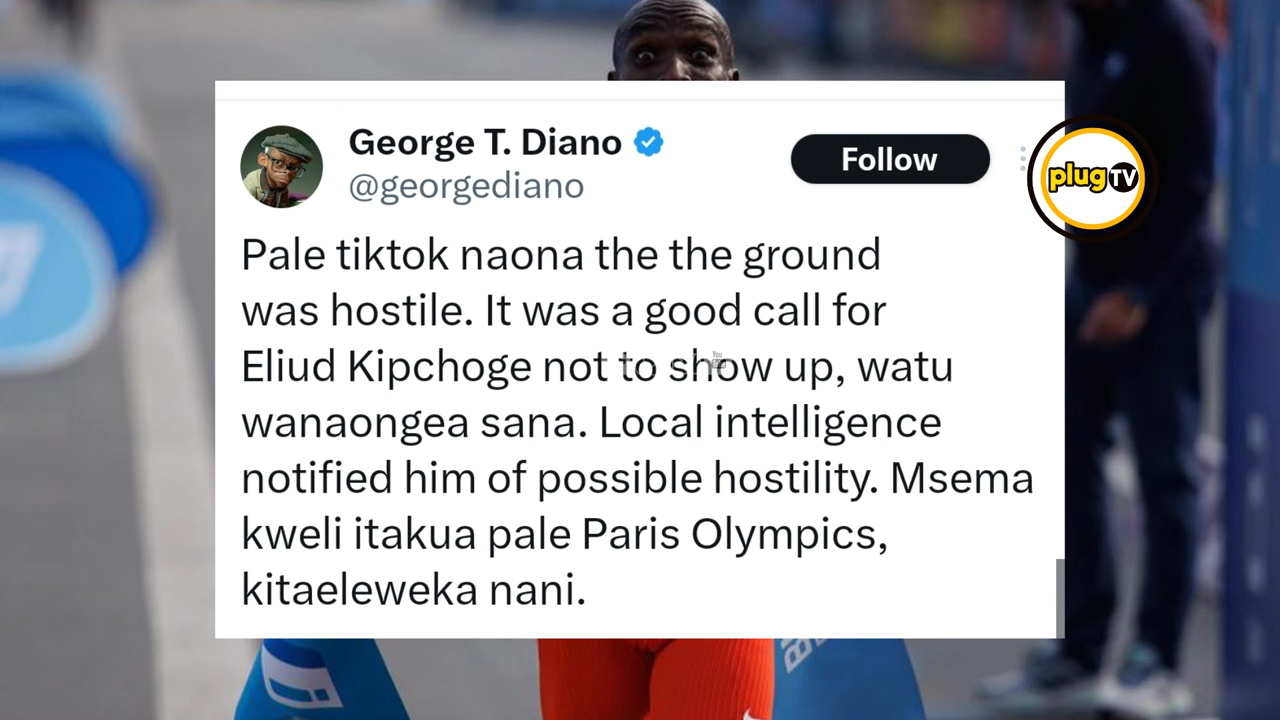 George T. Diano
@georgediano
Follow
plug TV
Pale tiktok naona the the ground
was hostile. It was a good call for
Eliud Kipchoge not to show up, watu
wanaongea sana. Local intelligence
notified him of possible hostility. Msema
kweli itakua pale Paris Olympics,
kitaeleweka nani.